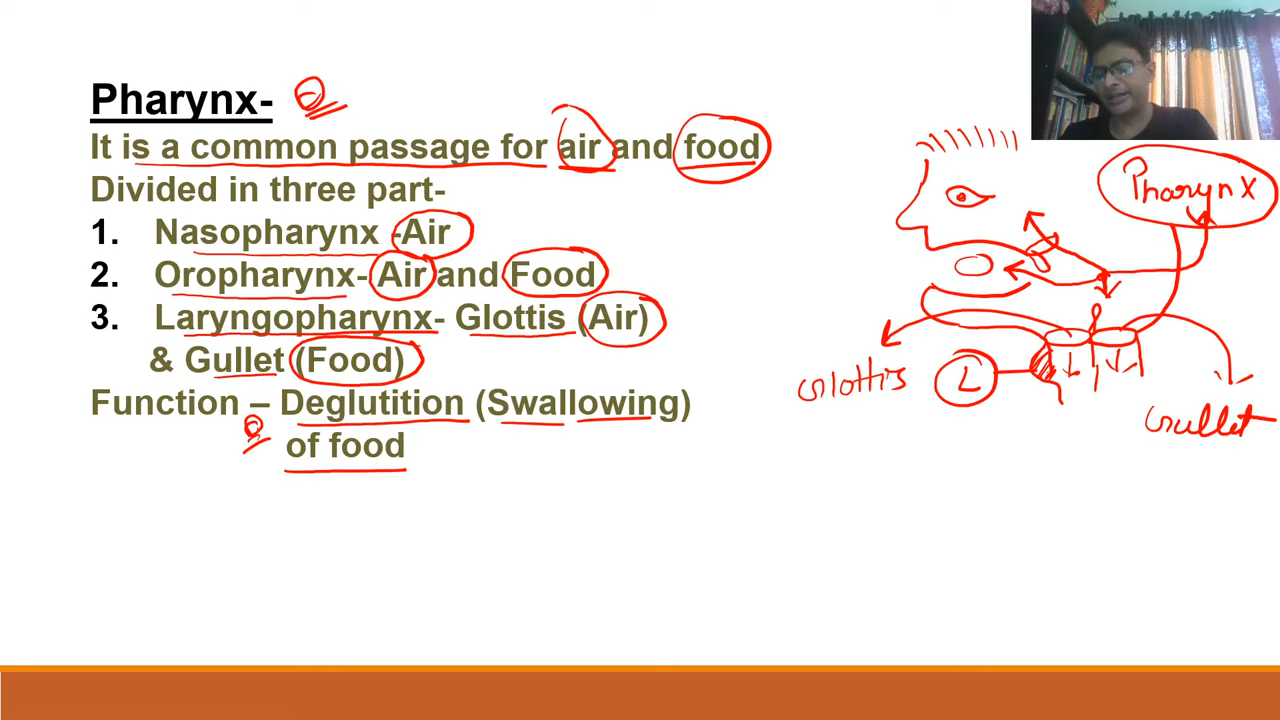 Pharynx-
It is a common passage for air and food
Divided in three part-
1. Nasopharynx -Air
2. Oropharynx- Air and Food
3. Laryngopharynx- Glottis (Air)
& Gullet (Food)
Function – Deglutition (Swallowing)
of food
Pharynx
Glottis
L
Gullet